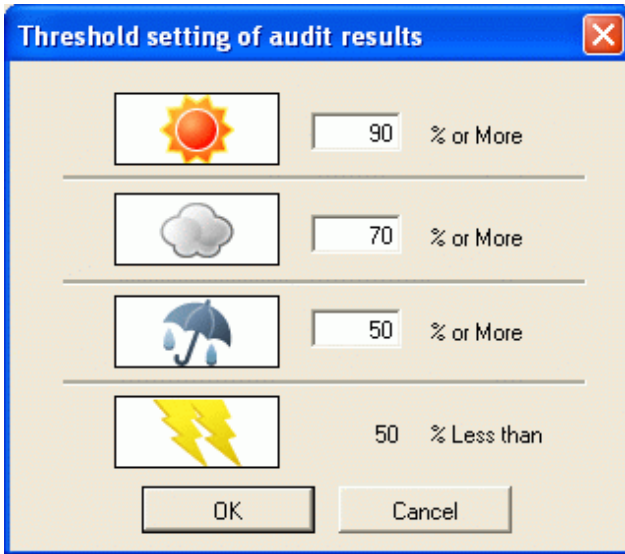 Threshold setting of audit results
90 % or More
70 % or More
50 % or More
50 % Less than
OK Cancel